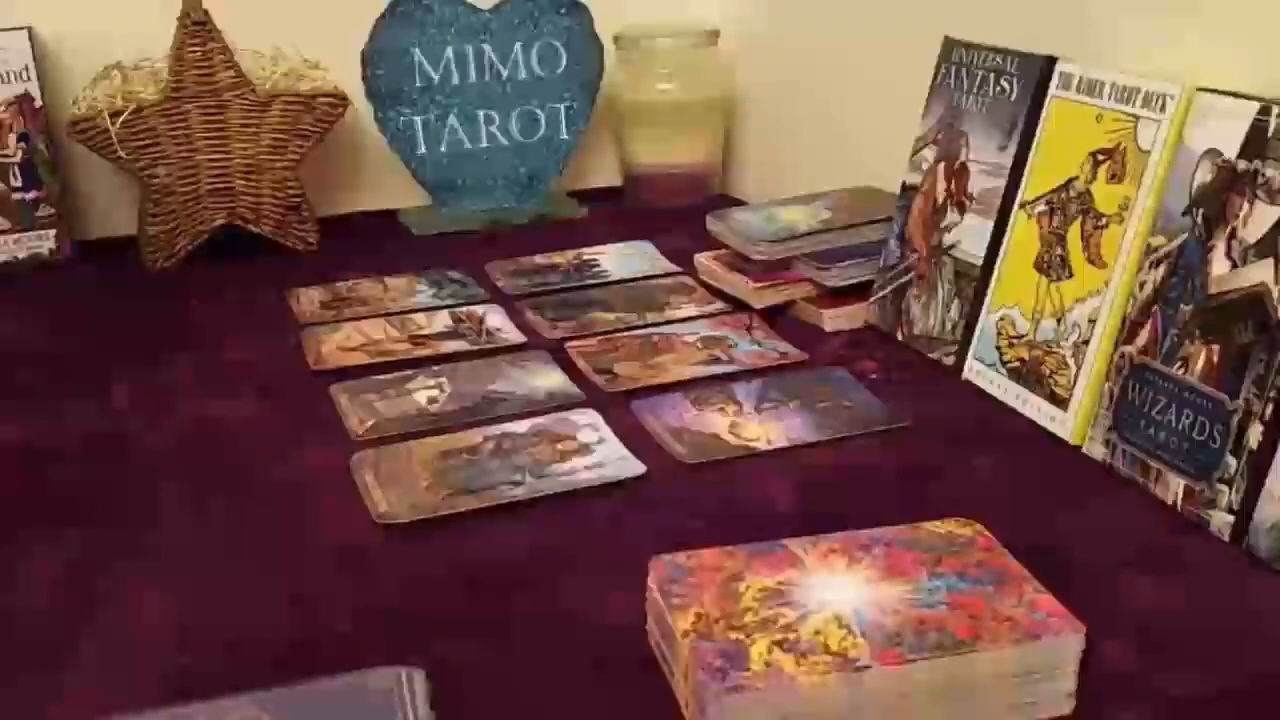 MIMO
TAROT
UNIVERSAL
FANTASY
TAROT
THE RIDER TAROT DECK
WIZARDS
TAROT